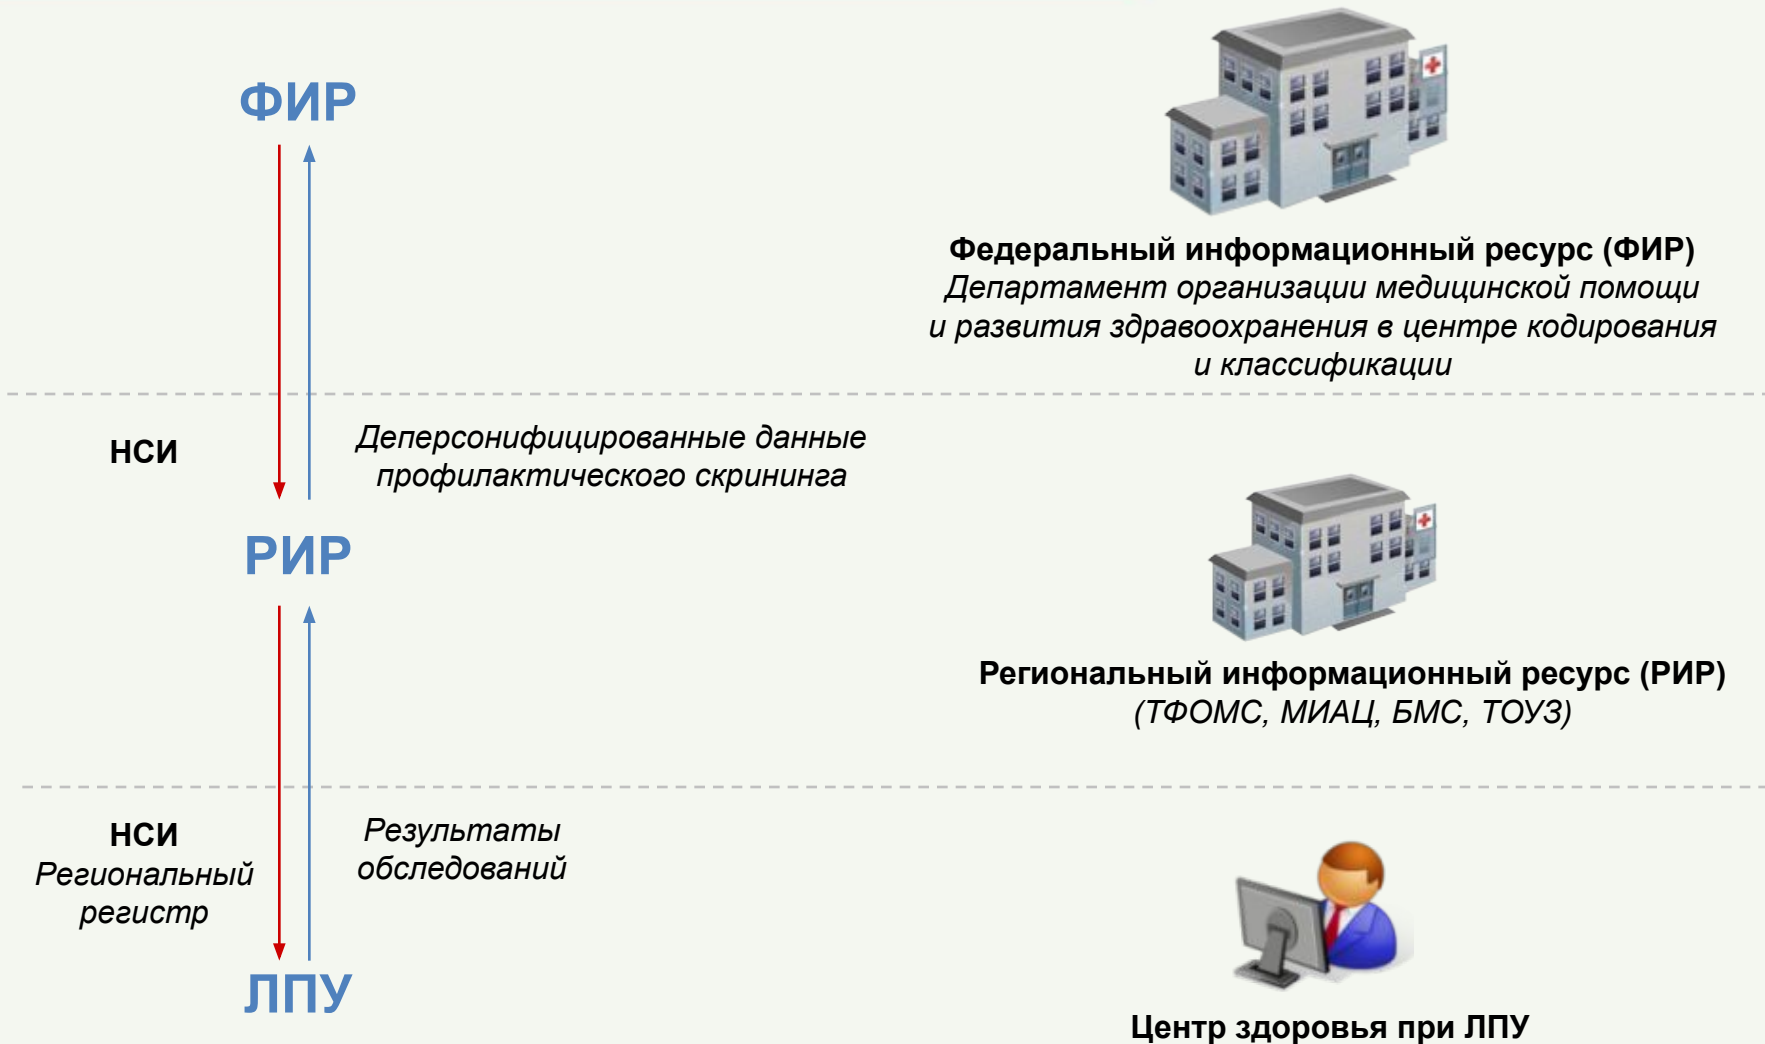 ФИР
Федеральный информационный ресурс (ФИР)
Департамент организации медицинской помощи
и развития здравоохранения в центре кодирования
и классификации
НСИ
Деперсонифицированные данные
профилактического скрининга
РИР
Региональный информационный ресурс (РИР)
(ТФОМС, МИАЦ, БМС, ТОУЗ)
НСИ
Региональный
регистр
Результаты
обследований
ЛПУ
Центр здоровья при ЛПУ